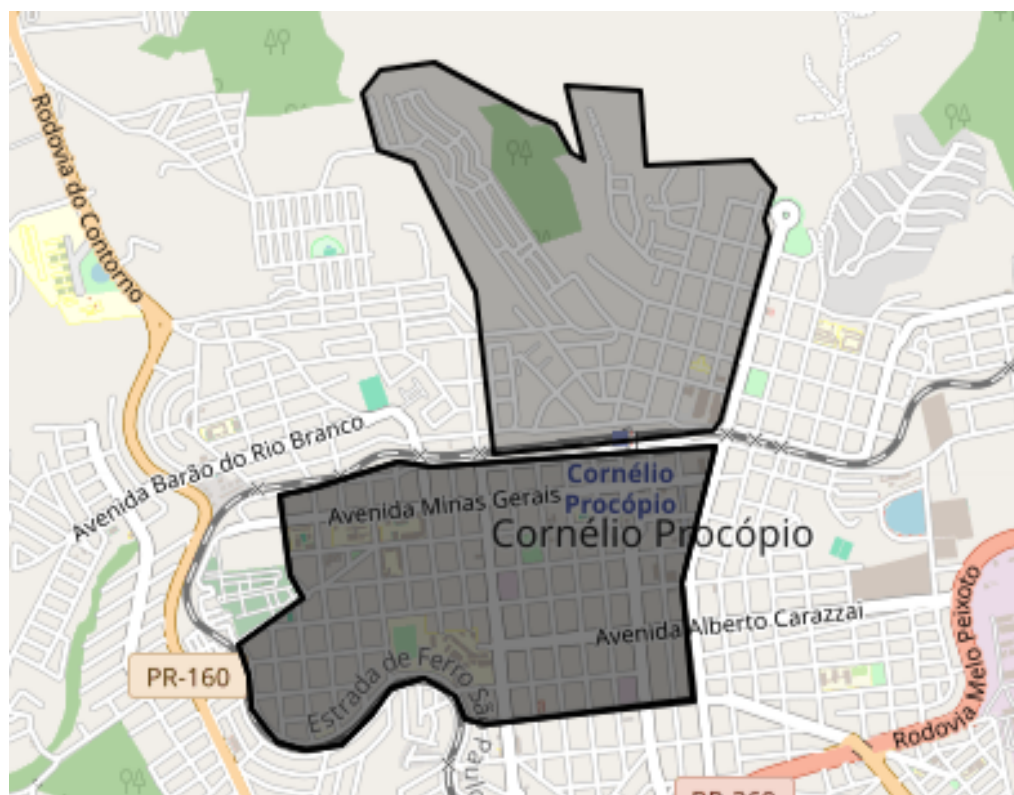 Rodovia do Contorno
Avenida Barão do Rio Branco
Avenida Minas Gerais
Cornélio
Procópio
Cornélio Procópio
Avenida Alberto Carazzai
PR-160
Estrada de Ferro São Paulo
Rodovia Melo Peixoto